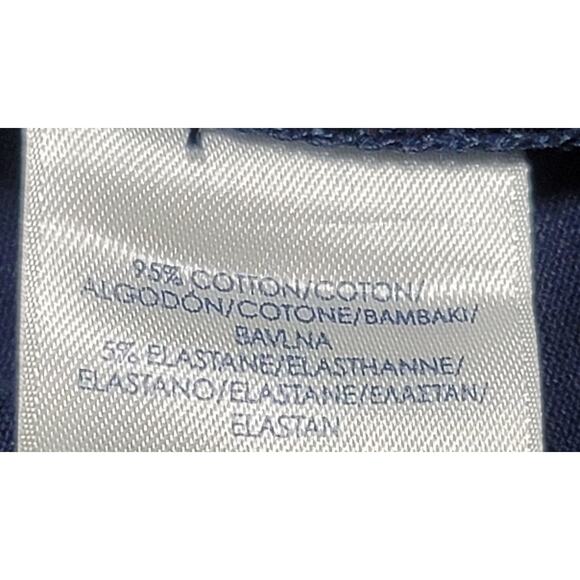 95% COTTON/COTON/
ALGODÓN/COTONE/BAMBAKI/
BAVLNA
5% ELASTANE/ELASTHANNE/
ELASTANO/ELASTANE/ΕΛΑΣΤΑΝ/
ELASTAN